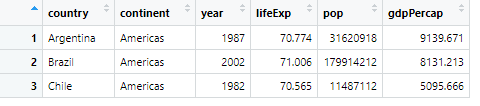 country continent year lifeExp pop gdpPercap
1 Argentina Americas 1987 70.774 31620918 9139.671
2 Brazil Americas 2002 71.006 179914212 8131.213
3 Chile Americas 1982 70.565 11487112 5095.666